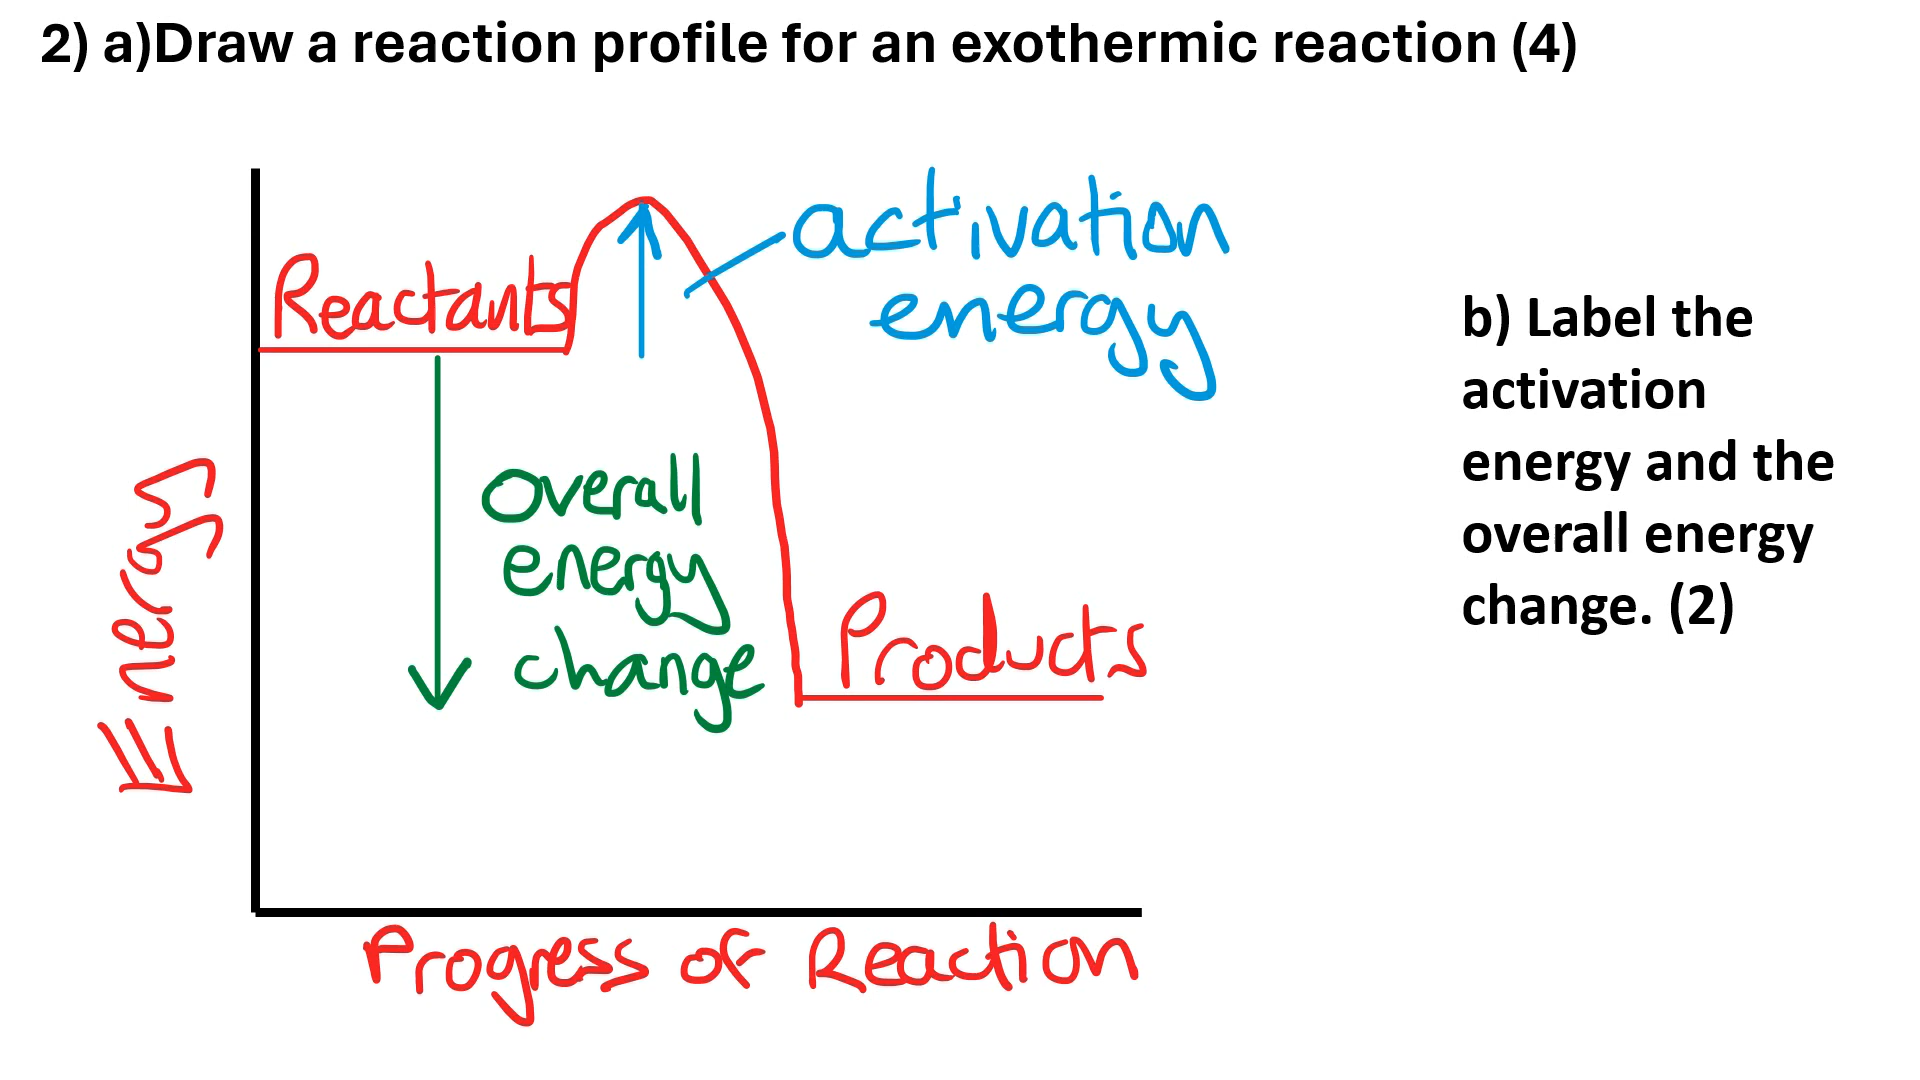 2) a)Draw a reaction profile for an exothermic reaction (4)
activation
energy
Reactants
b) Label the
activation
energy and the
overall energy
change. (2)
overall
energy
change
Products
Energy
Progress of Reaction